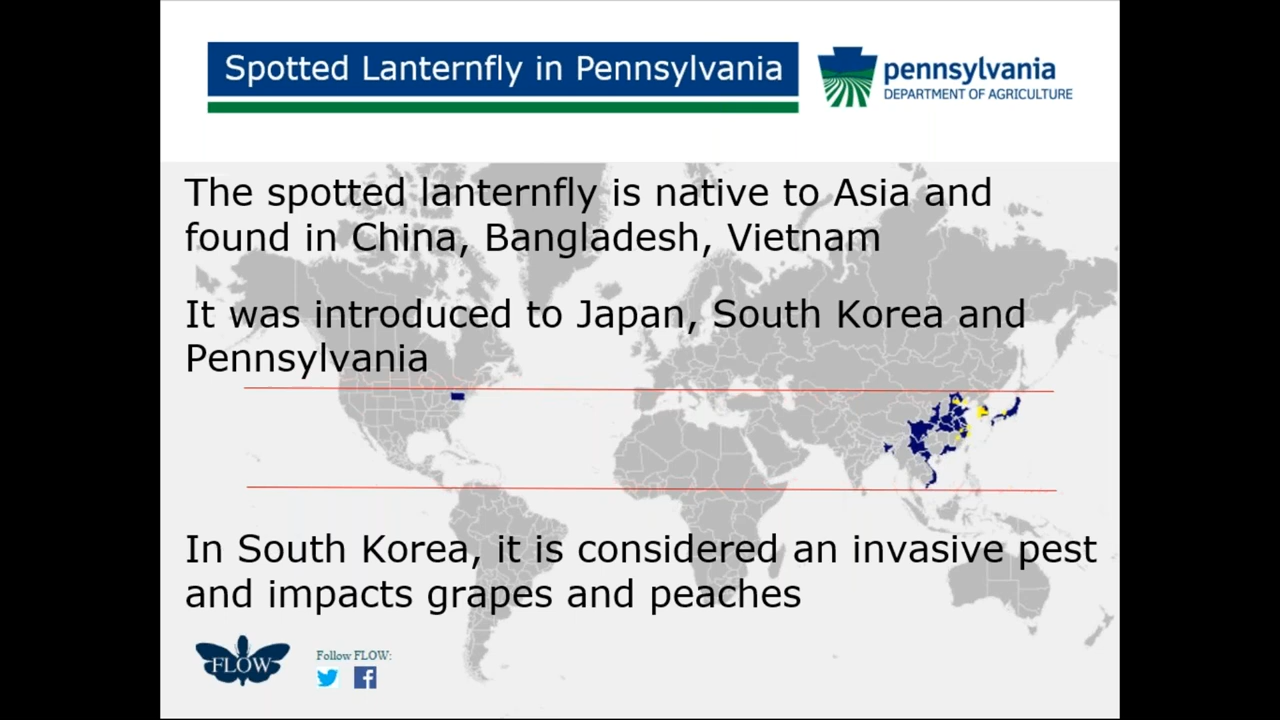 Spotted Lanternfly in Pennsylvania
pennsylvania
DEPARTMENT OF AGRICULTURE
The spotted lanternfly is native to Asia and
found in China, Bangladesh, Vietnam
It was introduced to Japan, South Korea and
Pennsylvania
In South Korea, it is considered an invasive pest
and impacts grapes and peaches
FLOW
Follow FLOW: